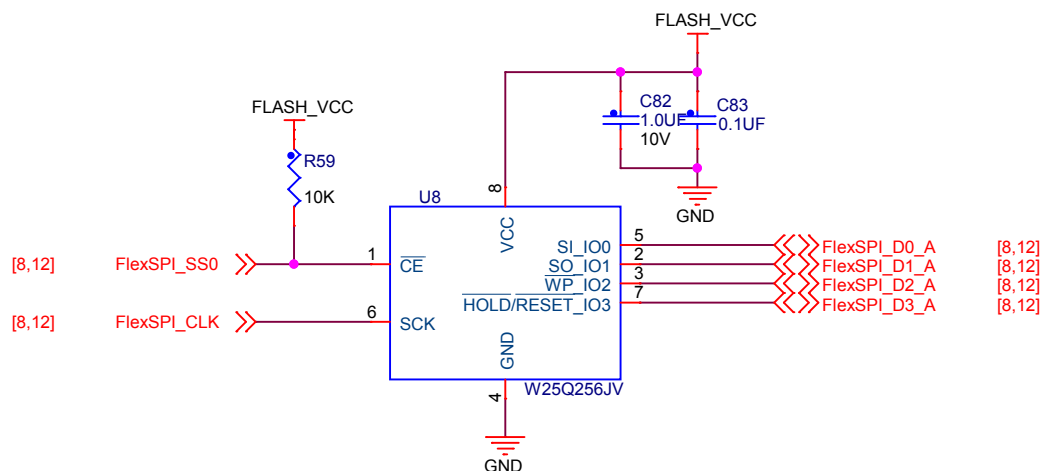 FLASH_VCC
FLASH_VCC
C82
1.0UF
10V
C83
0.1UF
GND
R59
10K
U8
8
VCC
[8,12] FlexSPI_SS0 1 CE
[8,12] FlexSPI_CLK 6 SCK
SI_IO0 5 FlexSPI_D0_A [8,12]
SO_IO1 2 FlexSPI_D1_A [8,12]
WP_IO2 3 FlexSPI_D2_A [8,12]
HOLD/RESET_IO3 7 FlexSPI_D3_A [8,12]
GND
4
W25Q256JV
GND